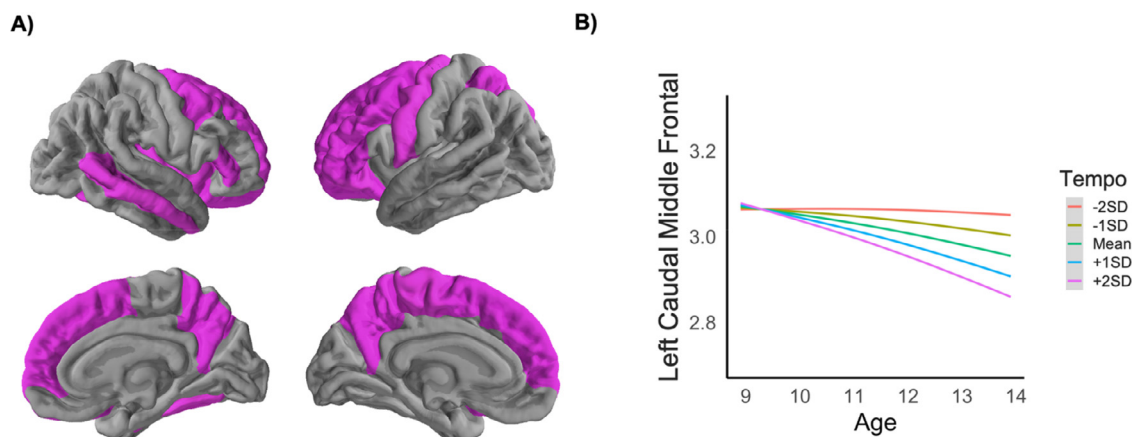 A)
B)
Left Caudal Middle Frontal
3.2
3.0
2.8
9 10 11 12 13 14
Age
Tempo
-2SD
-1SD
Mean
+1SD
+2SD